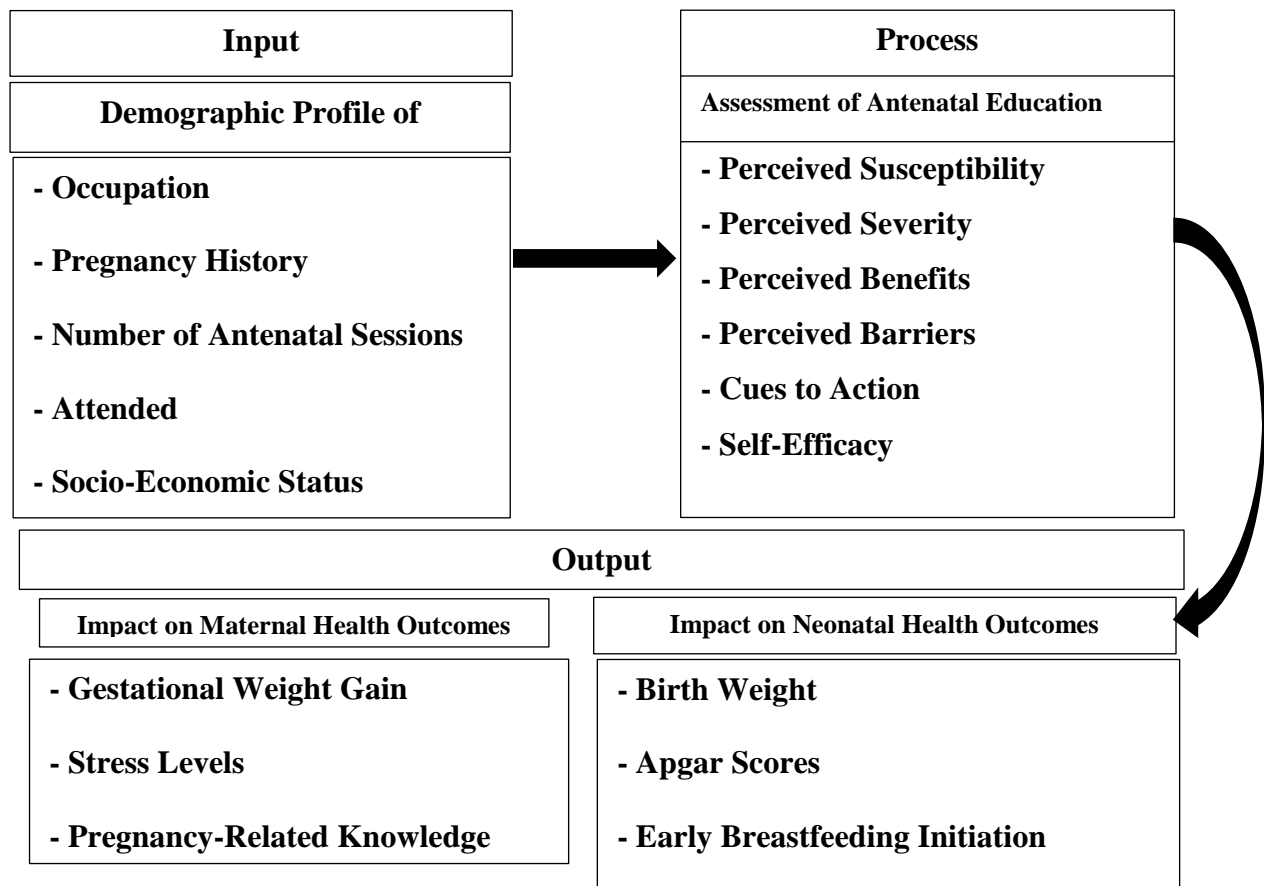 Input
Demographic Profile of
- Occupation
- Pregnancy History
- Number of Antenatal Sessions
- Attended
- Socio-Economic Status
Process
Assessment of Antenatal Education
- Perceived Susceptibility
- Perceived Severity
- Perceived Benefits
- Perceived Barriers
- Cues to Action
- Self-Efficacy
Output
Impact on Maternal Health Outcomes
- Gestational Weight Gain
- Stress Levels
- Pregnancy-Related Knowledge
Impact on Neonatal Health Outcomes
- Birth Weight
- Apgar Scores
- Early Breastfeeding Initiation